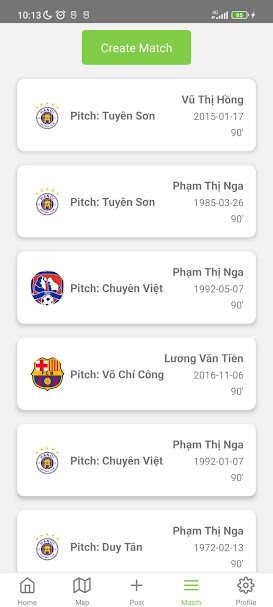 10:13
4G
85
Create Match
Vũ Thị Hồng
Pitch: Tuyên Sơn
2015-01-17
90'
Phạm Thị Nga
Pitch: Tuyên Sơn
1985-03-26
90'
Phạm Thị Nga
Pitch: Chuyên Việt
1992-05-07
90'
Lương Văn Tiền
Pitch: Võ Chí Công
2016-11-06
90'
Phạm Thị Nga
Pitch: Chuyên Việt
1992-01-07
90'
Phạm Thị Nga
Pitch: Duy Tân
1972-02-13
90'
Home Map Post Match Profile